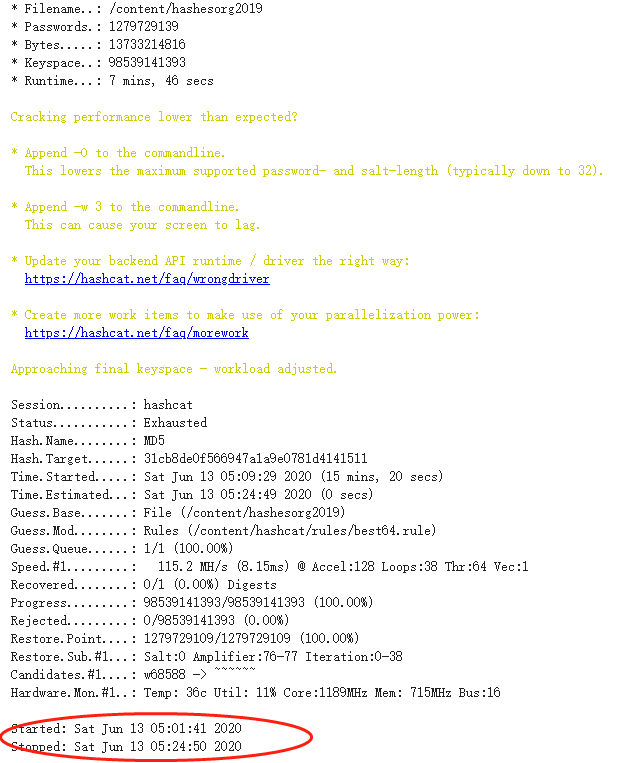 * Filename..: /content/hashesorg2019
* Passwords.: 1279729139
* Bytes.....: 13733214816
* Keyspace..: 98539141393
* Runtime...: 7 mins, 46 secs
Cracking performance lower than expected?
* Append -O to the commandline.
This lowers the maximum supported password- and salt-length (typically down to 32).
* Append -w 3 to the commandline.
This can cause your screen to lag.
* Update your backend API runtime / driver the right way:
https://hashcat.net/faq/wrongdriver
* Create more work items to make use of your parallelization power:
https://hashcat.net/faq/morework
Approaching final keyspace - workload adjusted.
Session..........: hashcat
Status...........: Exhausted
Hash.Name........: MD5
Hash.Target......: 31cb8de0f566947a1a9e0781d4141511
Time.Started.....: Sat Jun 13 05:09:29 2020 (15 mins, 20 secs)
Time.Estimated...: Sat Jun 13 05:24:49 2020 (0 secs)
Guess.Base.......: File (/content/hashesorg2019)
Guess.Mod........: Rules (/content/hashcat/rules/best64.rule)
Guess.Queue......: 1/1 (100.00%)
Speed.#1.........:   115.2 MH/s (8.15ms) @ Accel:128 Loops:38 Thr:64 Vec:1
Recovered........: 0/1 (0.00%) Digests
Progress.........: 98539141393/98539141393 (100.00%)
Rejected.........: 0/98539141393 (0.00%)
Restore.Point....: 1279729109/1279729109 (100.00%)
Restore.Sub.#1...: Salt:0 Amplifier:76-77 Iteration:0-38
Candidates.#1....: w68588 -> ~~~~~~
Hardware.Mon.#1..: Temp: 36c Util: 11% Core:1189MHz Mem: 715MHz Bus:16
Started: Sat Jun 13 05:01:41 2020
Stopped: Sat Jun 13 05:24:50 2020